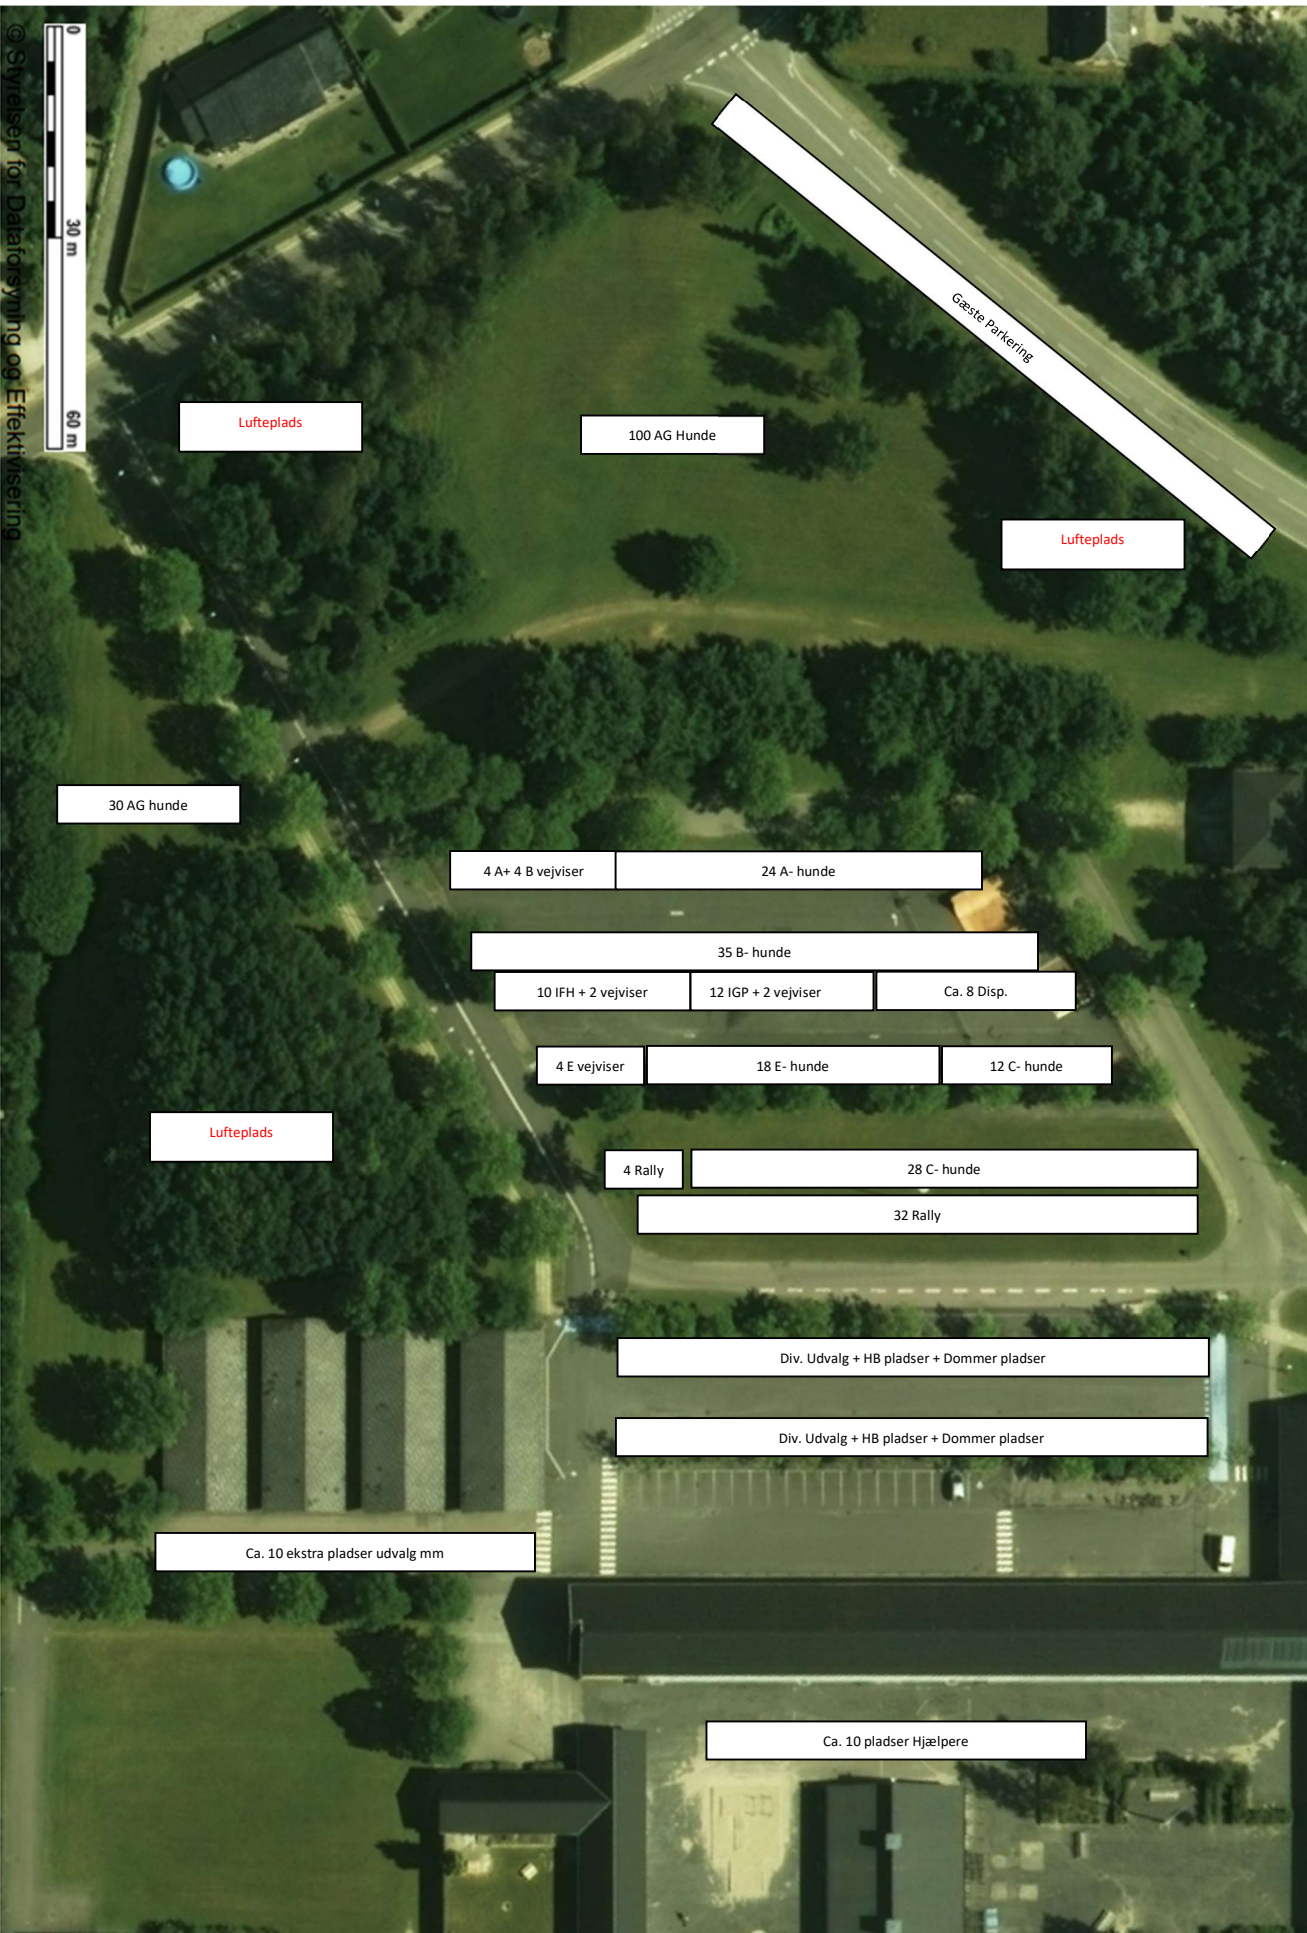 © Styrelsen for Dataforsyning og Effektivisering
0
30 m
60 m
Gæste Parkering
Lufteplads
100 AG Hunde
Lufteplads
30 AG hunde
4 A+ 4 B vejviser
24 A- hunde
35 B- hunde
10 IFH + 2 vejviser
12 IGP + 2 vejviser
Ca. 8 Disp.
4 E vejviser
18 E- hunde
12 C- hunde
Lufteplads
4 Rally
28 C- hunde
32 Rally
Div. Udvalg + HB pladser + Dommer pladser
Div. Udvalg + HB pladser + Dommer pladser
Ca. 10 ekstra pladser udvalg mm
Ca. 10 pladser Hjælpere